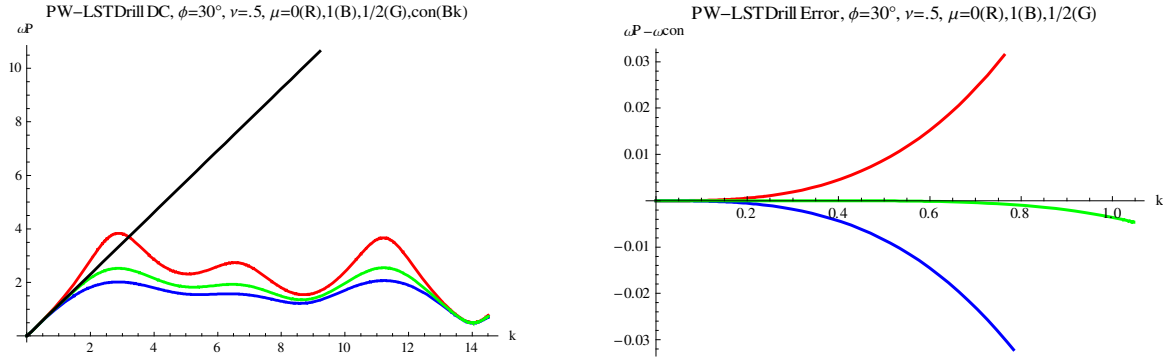 PW-LSTDrill DC, ϕ=30°, ν=.5, μ=0(R),1(B),1/2(G),con(Bk)
ωP
10
8
6
4
2
2 4 6 8 10 12 14
k
PW-LSTDrill Error, ϕ=30°, ν=.5, μ=0(R),1(B),1/2(G)
ωP-ωcon
0.03
0.02
0.01
0.2 0.4 0.6 0.8 1.0
k
-0.01
-0.02
-0.03